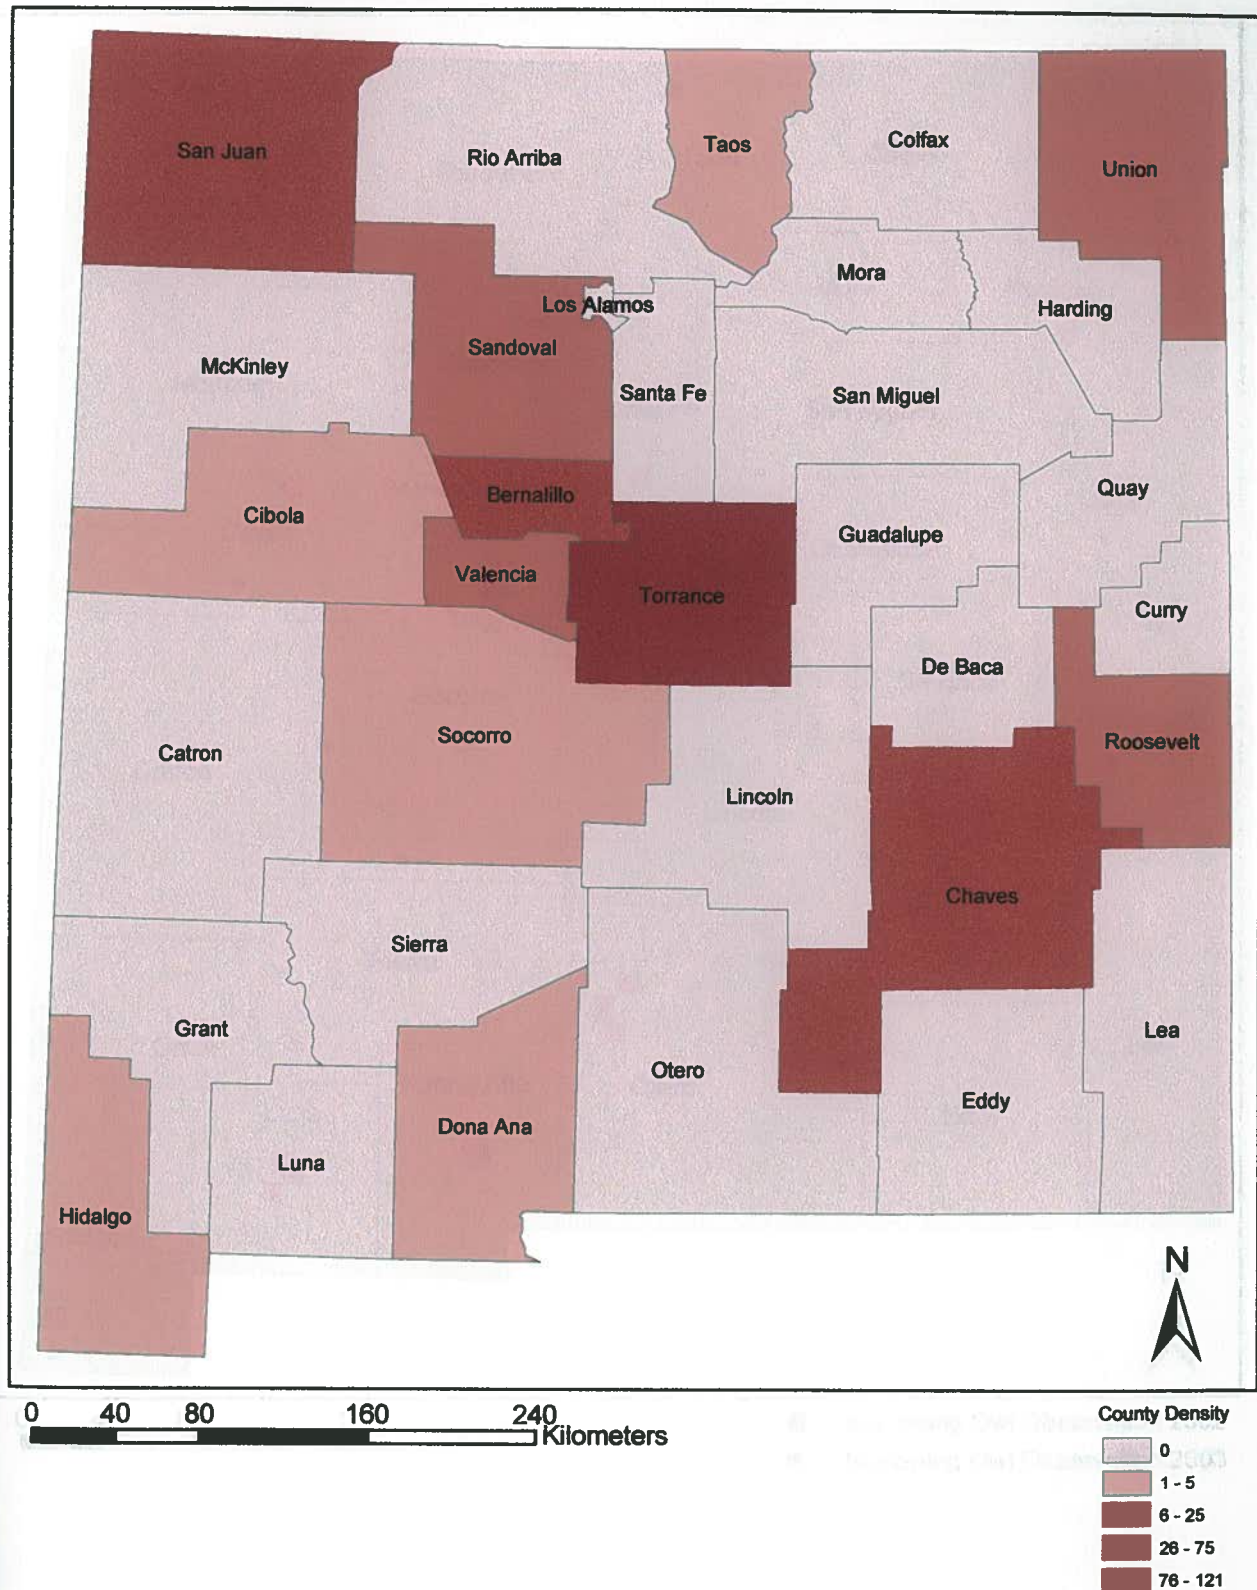 San Juan
Rio Arriba
Taos
Colfax
Union
Mora
Los Alamos
Harding
Sandoval
McKinley
Santa Fe
San Miguel
Quay
Bernalillo
Cibola
Guadalupe
Valencia
Torrance
Curry
De Baca
Socorro
Roosevelt
Catron
Lincoln
Chaves
Sierra
Grant
Lea
Otero
Eddy
Dona Ana
Luna
Hidalgo
N
0 40 80 160 240
Kilometers
County Density
0
1 - 5
6 - 25
26 - 75
76 - 121